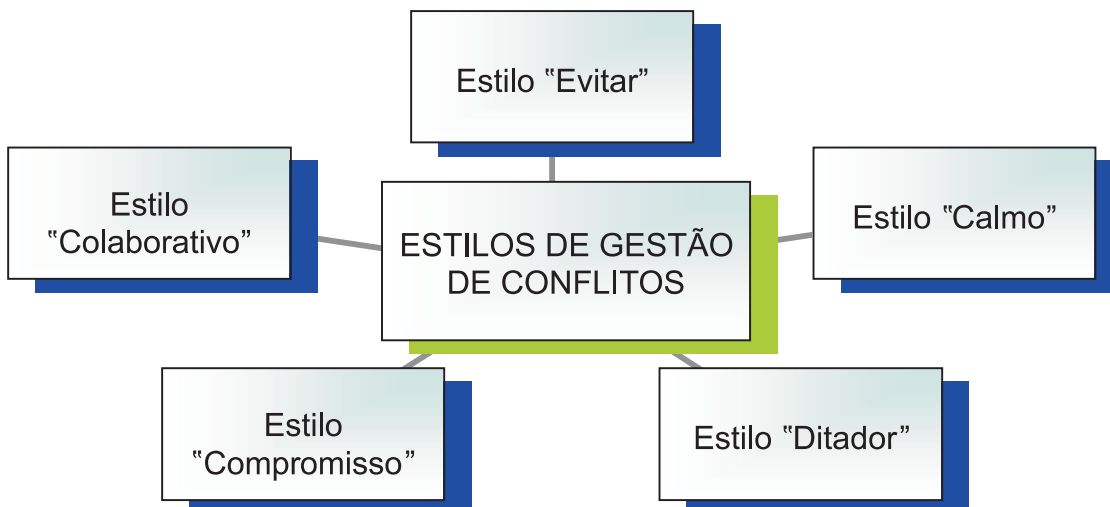 Estilo “Evitar”
Estilo
“Colaborativo”
ESTILOS DE GESTÃO
DE CONFLITOS
Estilo “Calmo”
Estilo
“Compromisso”
Estilo “Ditador”